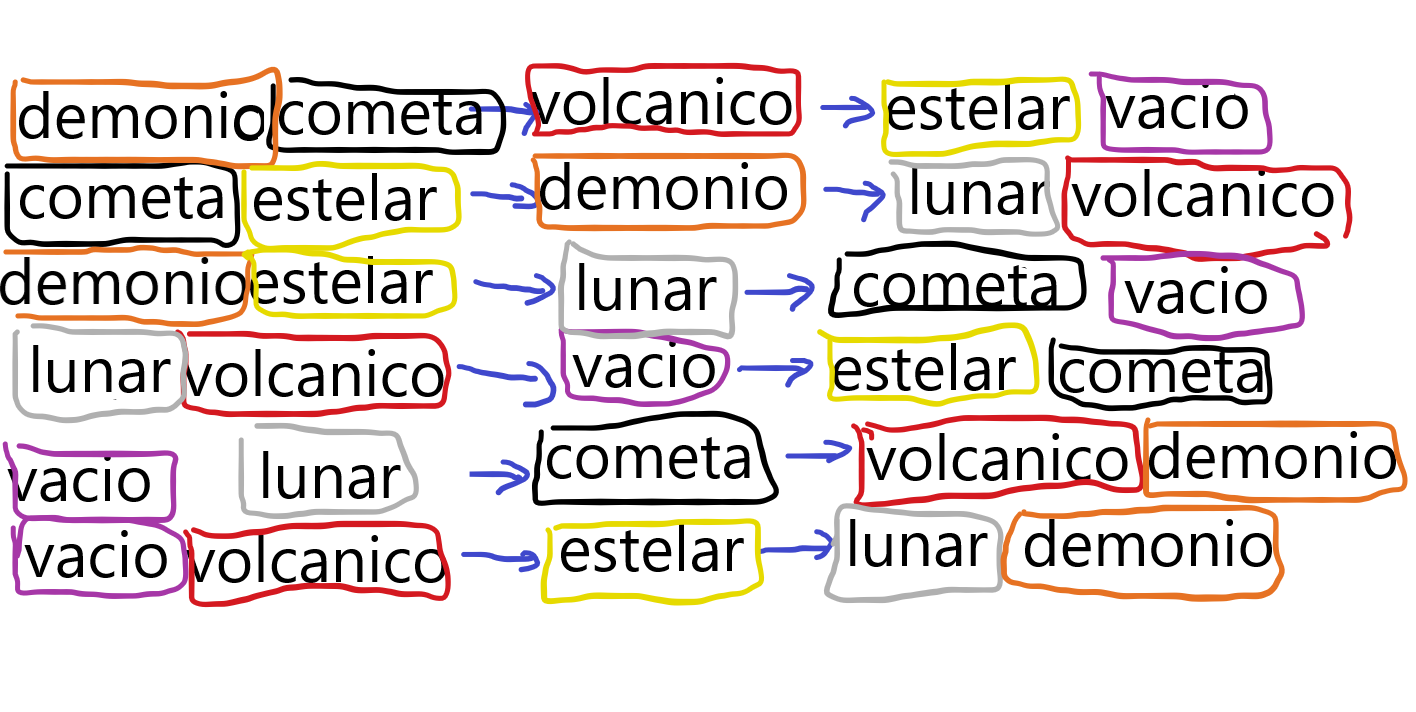 demonio cometa → volcanico → estelar vacio
cometa estelar → demonio → lunar volcanico
demonio estelar → lunar → cometa vacio
lunar volcanico → vacio → estelar cometa
vacio lunar → cometa → volcanico demonio
vacio volcanico → estelar → lunar demonio